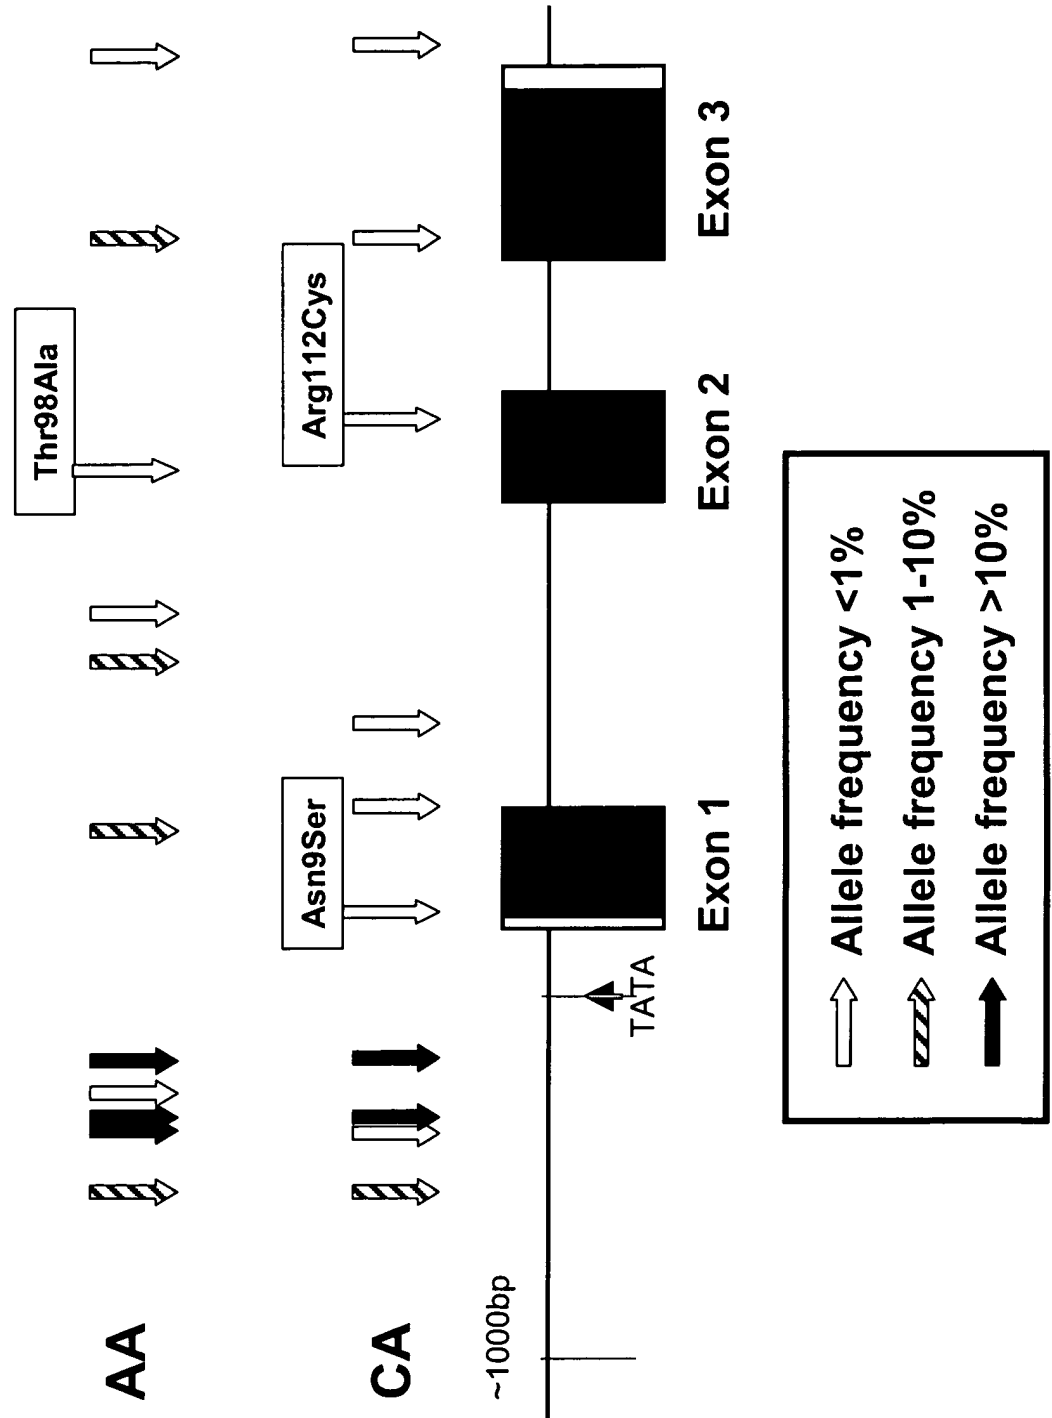 AA
Thr98Ala
CA
Asn9Ser
Arg112Cys
~1000bp
TATA
Exon 1
Exon 2
Exon 3
Allele frequency <1%
Allele frequency 1-10%
Allele frequency >10%